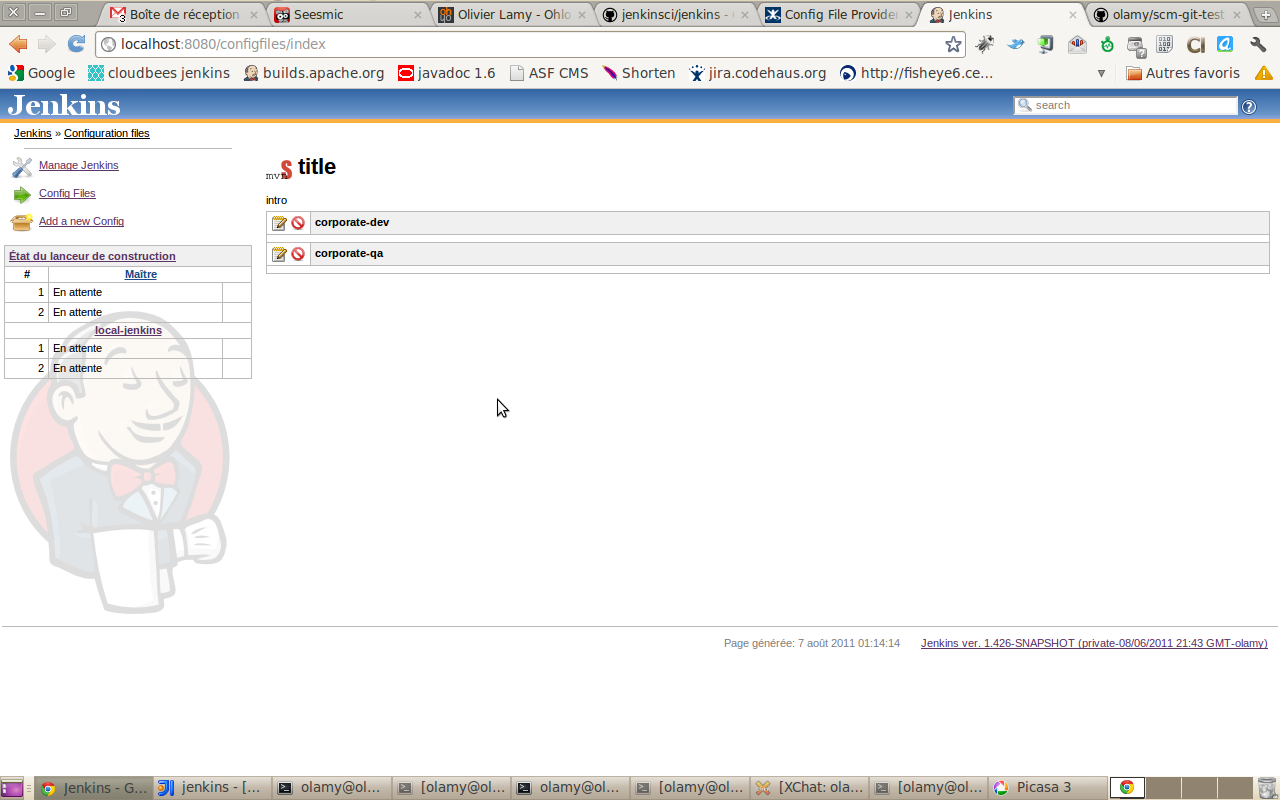 Boîte de réception
3
Seesmic
Olivier Lamy - Ohlo
jenkinsci/jenkins -
Config File Provider
Jenkins
olamy/scm-git-test
localhost:8080/configfiles/index
Google
cloudbees jenkins
builds.apache.org
javadoc 1.6
ASF CMS
Shorten
jira.codehaus.org
http://fisheye6.ce...
Autres favoris
Jenkins
search
Jenkins » Configuration files
Manage Jenkins
Config Files
Add a new Config
État du lanceur de construction
# Maître
1 En attente
2 En attente
local-jenkins
1 En attente
2 En attente
mvn S title
intro
corporate-dev
corporate-qa
Page générée: 7 août 2011 01:14:14 Jenkins ver. 1.426-SNAPSHOT (private-08/06/2011 21:43 GMT-olamy)
Jenkins - G...
jenkins - [...
olamy@ol...
[olamy@ol...
olamy@ol...
[olamy@ol...
[XChat: ola...
[olamy@ol...
Picasa 3